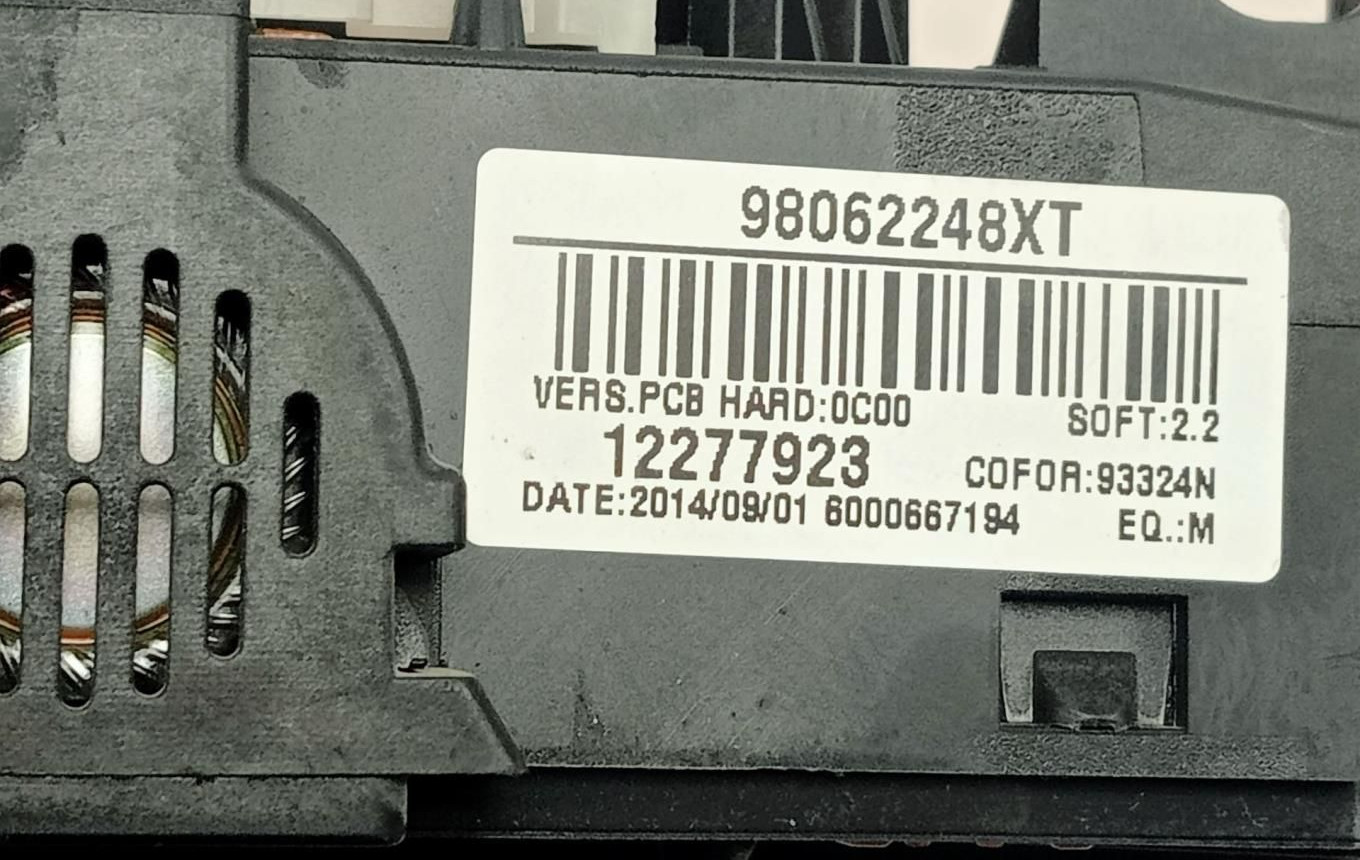 98062248XT
VERS.PCB HARD:0C00 SOFT:2.2
12277923 COFOR:93324N
DATE:2014/09/01 6000667194 EQ.:M